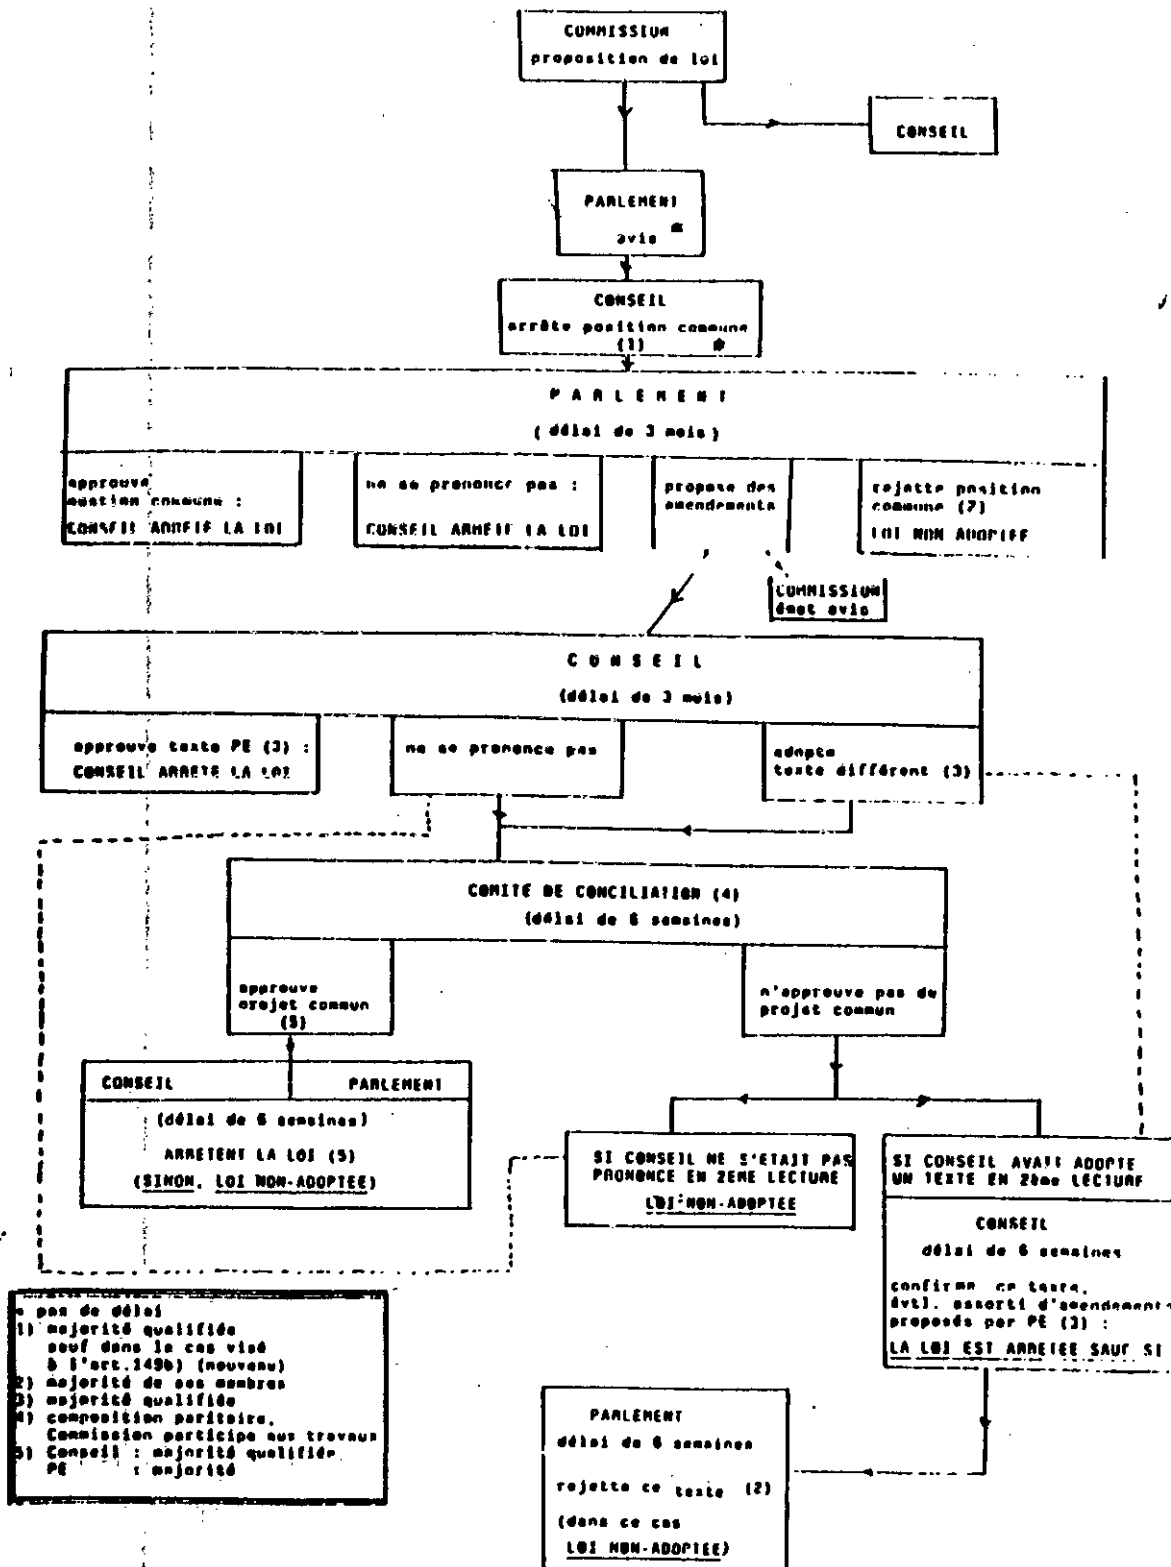 COMMISSION
proposition de loi
CONSEIL
PARLEMENT
avis *
CONSEIL
arrête position commune
(1) *
PARLEMENT
(délai de 3 mois)
approuve
position commune :
CONSEIL ARRETE LA LOI
ne se prononce pas :
CONSEIL ARRETE LA LOI
propose des
amendements
rejette position
commune (2)
LOI NON ADOPTEE
COMMISSION
émet avis
CONSEIL
(délai de 3 mois)
approuve texte PE (3) :
CONSEIL ARRETE LA LOI
ne se prononce pas
adopte
texte différent (3)
COMITE DE CONCILIATION (4)
(délai de 6 semaines)
approuve
projet commun
(5)
n'approuve pas de
projet commun
CONSEIL PARLEMENT
(délai de 6 semaines)
ARRETENT LA LOI (5)
(SINON, LOI NON-ADOPTEE)
SI CONSEIL NE S'ETAIT PAS
PRONONCE EN 2EME LECTURE
LOI NON-ADOPTEE
SI CONSEIL AVAIT ADOPTE
UN TEXTE EN 2ème LECTURE
CONSEIL
délai de 6 semaines
confirme ce texte,
évtl. assorti d'amendements
proposés par PE (3) :
LA LOI EST ARRETEE SAUF SI
PARLEMENT
délai de 6 semaines
rejette ce texte (2)
(dans ce cas
LOI NON-ADOPTEE)
* pas de délai
1) majorité qualifiée
sauf dans le cas visé
à l'art.149b) (nouveau)
2) majorité de ses membres
3) majorité qualifiée
4) composition paritaire,
Commission participe aux travaux
5) Conseil : majorité qualifiée
PE : majorité